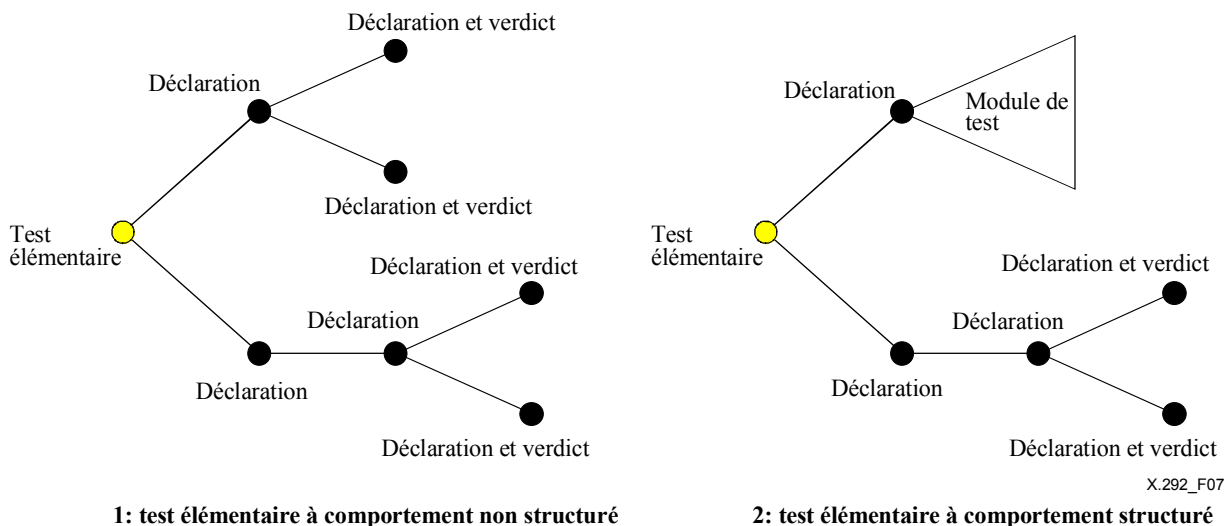 Déclaration et verdict
Déclaration
Déclaration et verdict
Test
élémentaire
Déclaration et verdict
Déclaration
Déclaration
Déclaration et verdict
1: test élémentaire à comportement non structuré
Déclaration
Module de
test
Test
élémentaire
Déclaration et verdict
Déclaration
Déclaration
Déclaration et verdict
X.292_F07
2: test élémentaire à comportement structuré